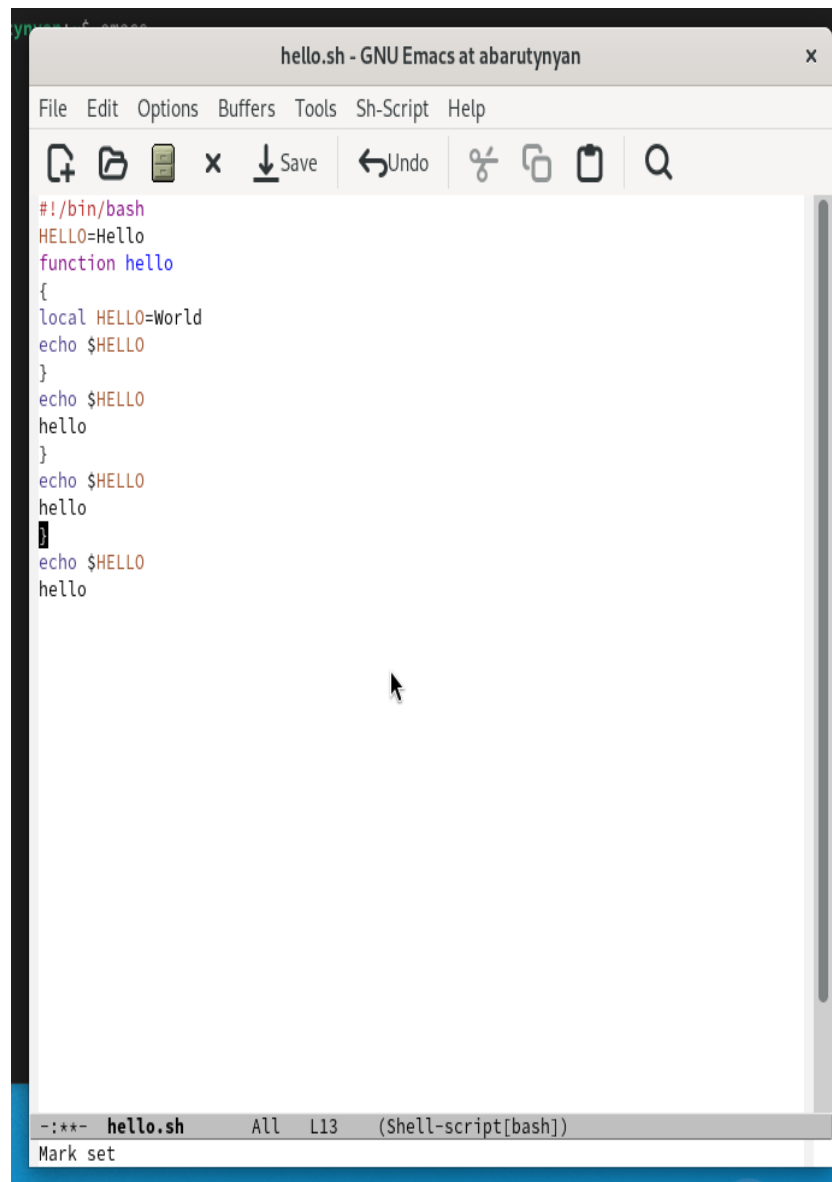 hello.sh - GNU Emacs at abarutynyan x
File Edit Options Buffers Tools Sh-Script Help
Save Undo
#!/bin/bash
HELLO=Hello
function hello
{
local HELLO=World
echo $HELLO
}
echo $HELLO
hello
}
echo $HELLO
hello
}
echo $HELLO
hello
-:**- hello.sh All L13 (Shell-script[bash])
Mark set